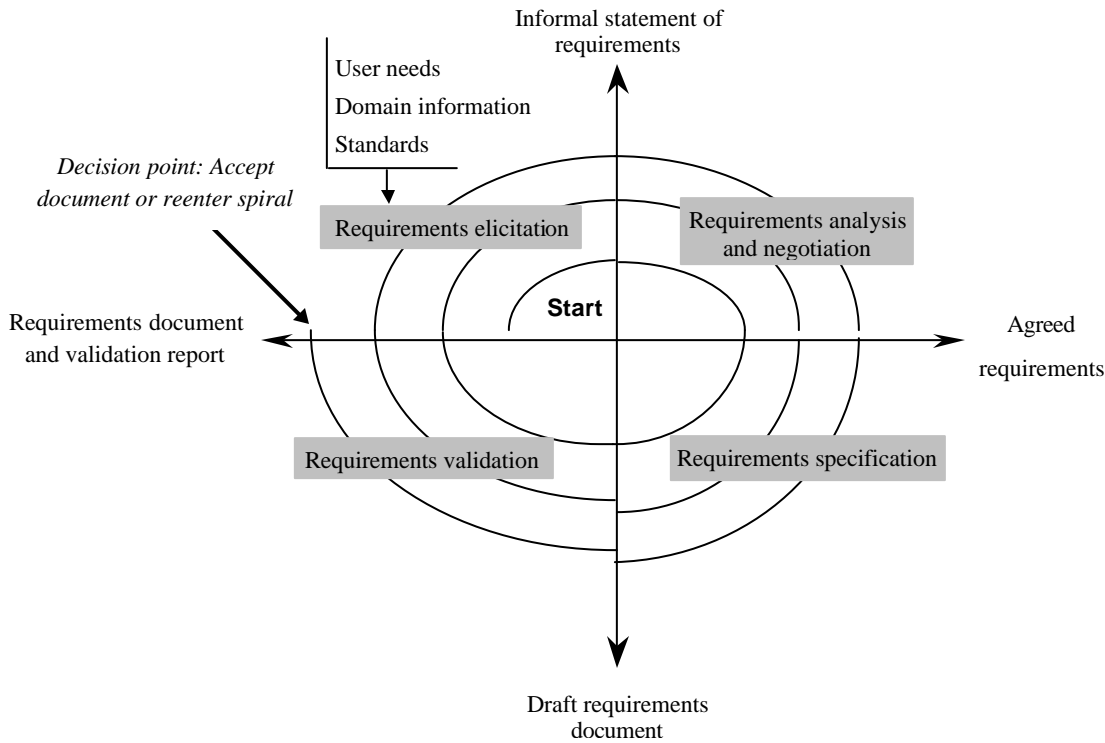 Informal statement of
requirements
User needs
Domain information
Standards
Decision point: Accept
document or reenter spiral
Requirements elicitation
Requirements analysis
and negotiation
Start
Requirements document
and validation report
Agreed
requirements
Requirements validation
Requirements specification
Draft requirements
document